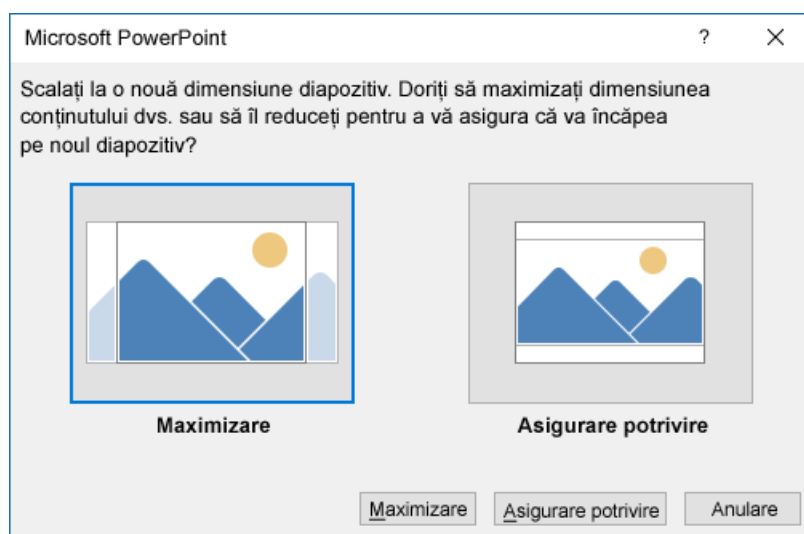 Microsoft PowerPoint
?
Scalați la o nouă dimensiune diapozitiv. Doriți să maximizați dimensiunea
conținutului dvs. sau să îl reduceți pentru a vă asigura că va încăpea
pe noul diapozitiv?
Maximizare
Asigurare potrivire
Maximizare
Asigurare potrivire
Anulare